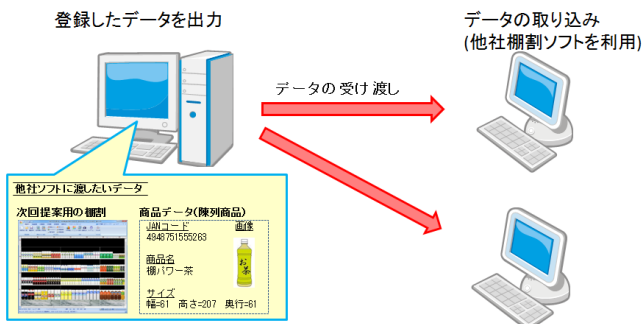 登録したデータを出力
データの取り込み
(他社棚割ソフトを利用)
データの受け渡し
他社ソフトに渡したいデータ
次回提案用の棚割
商品データ(陳列商品)
JANコード
画像
4948751555263
お茶
商品名
棚パワー茶
サイズ
幅=61 高さ=207 奥行=61